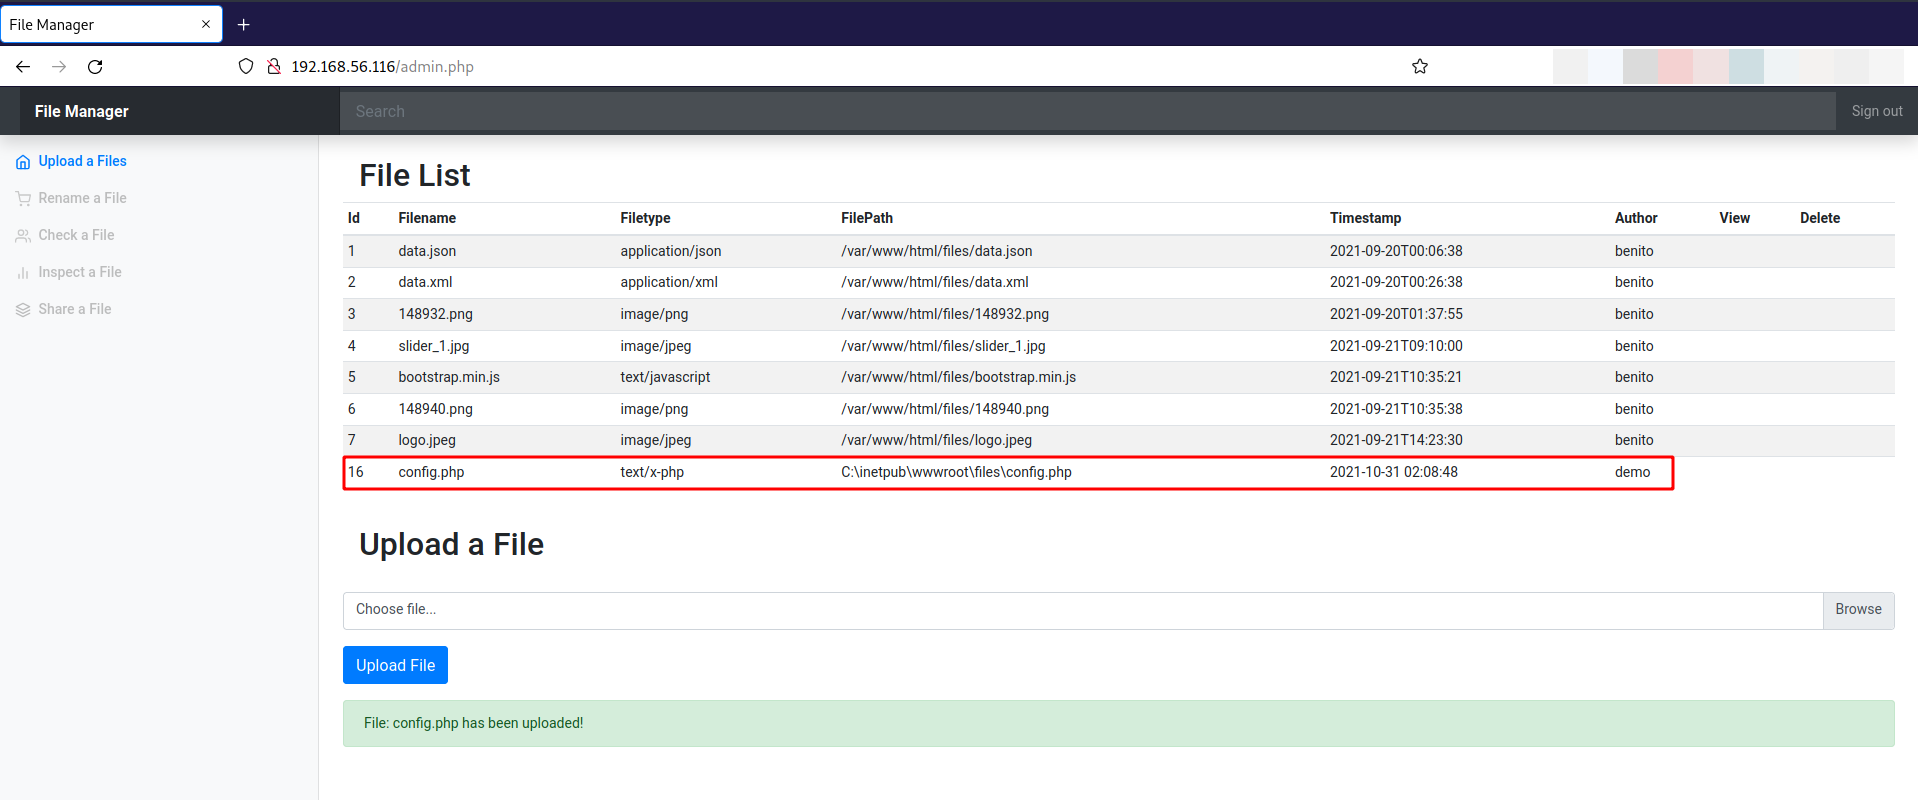 File Manager
192.168.56.116/admin.php
File Manager Search Sign out
Upload a Files
Rename a File
Check a File
Inspect a File
Share a File
File List
Id Filename Filetype FilePath Timestamp Author View Delete
1 data.json application/json /var/www/html/files/data.json 2021-09-20T00:06:38 benito
2 data.xml application/xml /var/www/html/files/data.xml 2021-09-20T00:26:38 benito
3 148932.png image/png /var/www/html/files/148932.png 2021-09-20T01:37:55 benito
4 slider_1.jpg image/jpeg /var/www/html/files/slider_1.jpg 2021-09-21T09:10:00 benito
5 bootstrap.min.js text/javascript /var/www/html/files/bootstrap.min.js 2021-09-21T10:35:21 benito
6 148940.png image/png /var/www/html/files/148940.png 2021-09-21T10:35:38 benito
7 logo.jpeg image/jpeg /var/www/html/files/logo.jpeg 2021-09-21T14:23:30 benito
16 config.php text/x-php C:\inetpub\wwwroot\files\config.php 2021-10-31 02:08:48 demo
Upload a File
Choose file... Browse
Upload File
File: config.php has been uploaded!